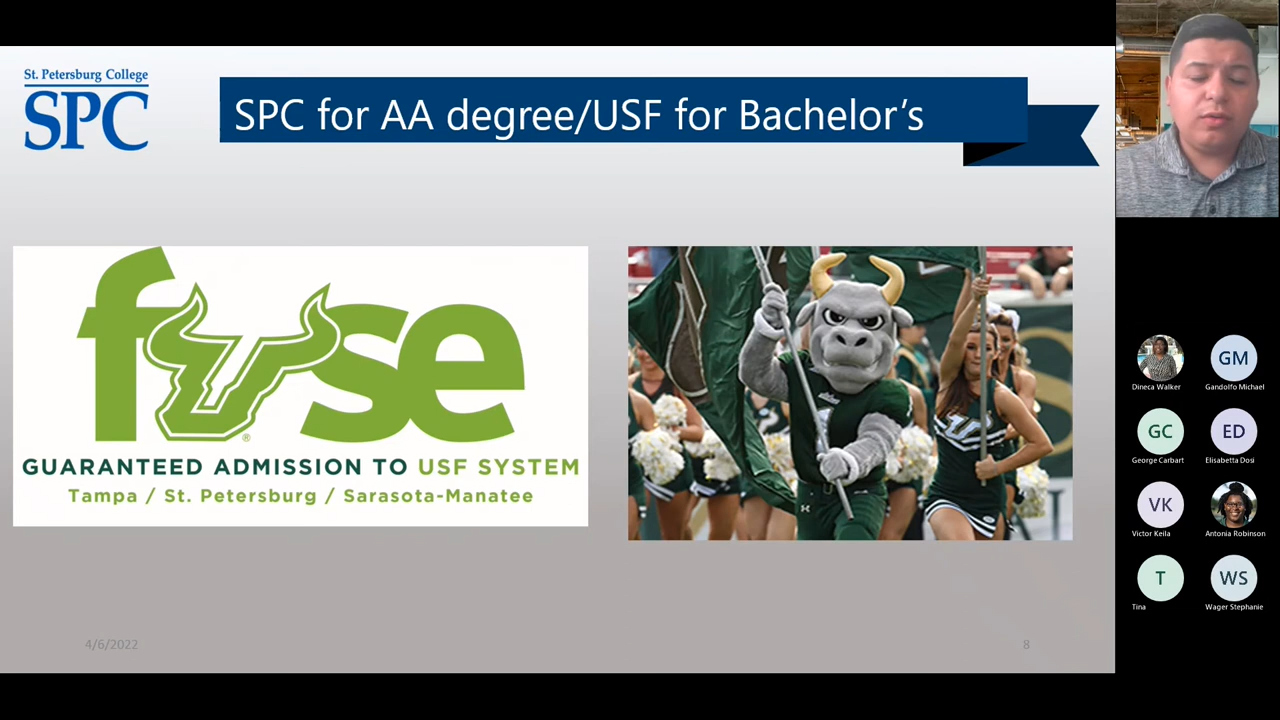 St. Petersburg College
SPC
SPC for AA degree/USF for Bachelor's
fuse
®
GUARANTEED ADMISSION TO USF SYSTEM
Tampa / St. Petersburg / Sarasota-Manatee
4/6/2022
8
Dineca Walker
GM
Gandolfo Michael
GC
George Carbart
ED
Elisabetta Dosi
VK
Victor Keila
Antonia Robinson
T
Tina
WS
Wager Stephanie